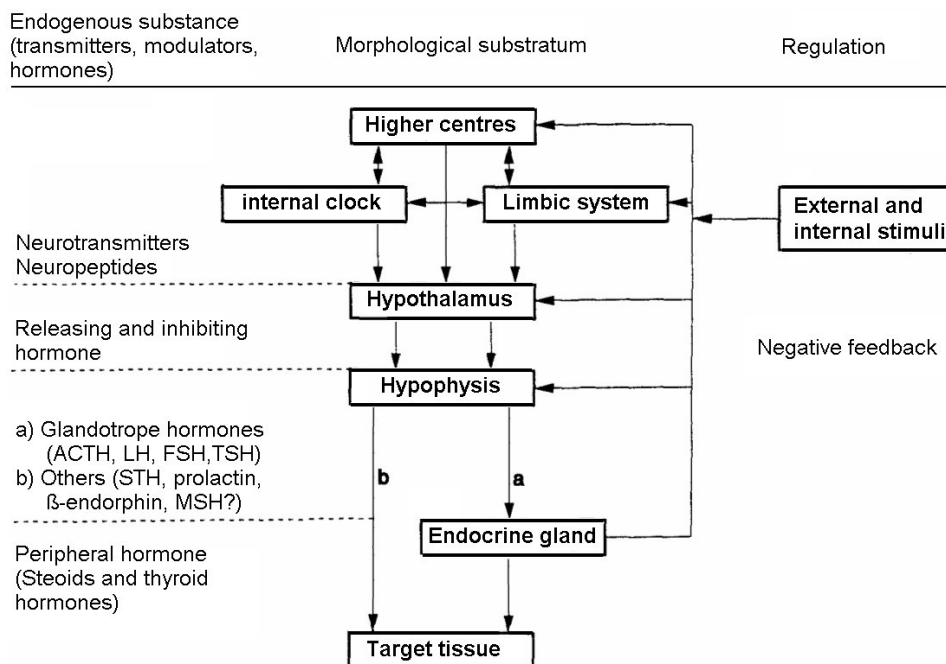 Endogenous substance
(transmitters, modulators,
hormones)
Morphological substratum
Regulation
Higher centres
internal clock
Limbic system
External and
internal stimuli
Neurotransmitters
Neuropeptides
Hypothalamus
Releasing and inhibiting
hormone
Negative feedback
Hypophysis
a) Glandotrope hormones
(ACTH, LH, FSH,TSH)
b) Others (STH, prolactin,
ß-endorphin, MSH?)
b
a
Endocrine gland
Peripheral hormone
(Steoids and thyroid
hormones)
Target tissue